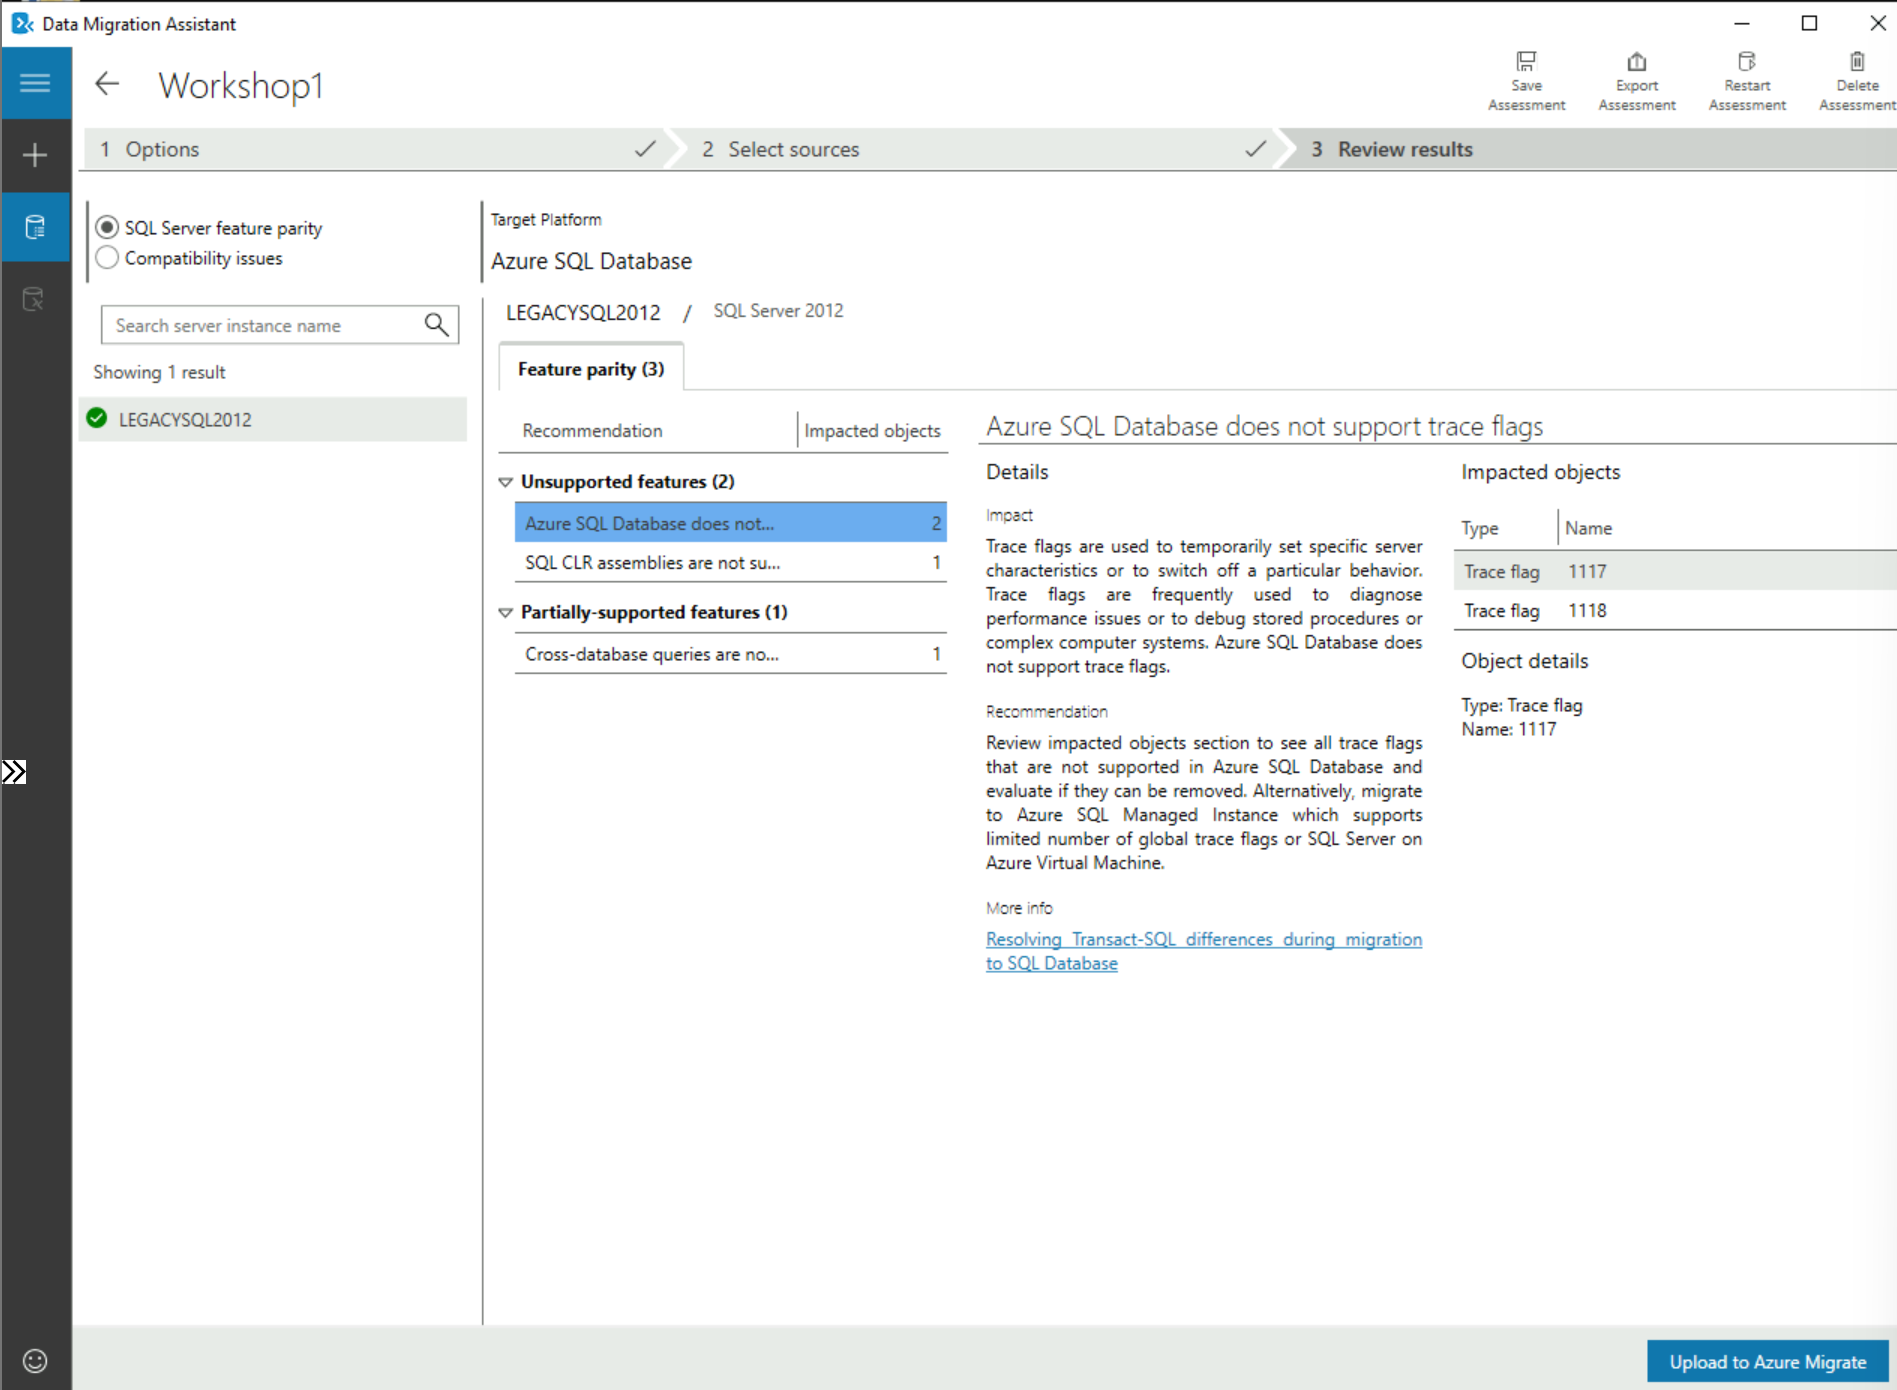 Data Migration Assistant
Workshop1
Save
Assessment
Export
Assessment
Restart
Assessment
Delete
Assessment
1 Options
2 Select sources
3 Review results
SQL Server feature parity
Compatibility issues
Search server instance name
Showing 1 result
LEGACYSQL2012
Target Platform
Azure SQL Database
LEGACYSQL2012 / SQL Server 2012
Feature parity (3)
Recommendation Impacted objects
Unsupported features (2)
Azure SQL Database does not... 2
SQL CLR assemblies are not su... 1
Partially-supported features (1)
Cross-database queries are no... 1
Azure SQL Database does not support trace flags
Details
Impact
Trace flags are used to temporarily set specific server
characteristics or to switch off a particular behavior.
Trace flags are frequently used to diagnose
performance issues or to debug stored procedures or
complex computer systems. Azure SQL Database does
not support trace flags.
Recommendation
Review impacted objects section to see all trace flags
that are not supported in Azure SQL Database and
evaluate if they can be removed. Alternatively, migrate
to Azure SQL Managed Instance which supports
limited number of global trace flags or SQL Server on
Azure Virtual Machine.
More info
Resolving Transact-SQL differences during migration
to SQL Database
Impacted objects
Type Name
Trace flag 1117
Trace flag 1118
Object details
Type: Trace flag
Name: 1117
Upload to Azure Migrate